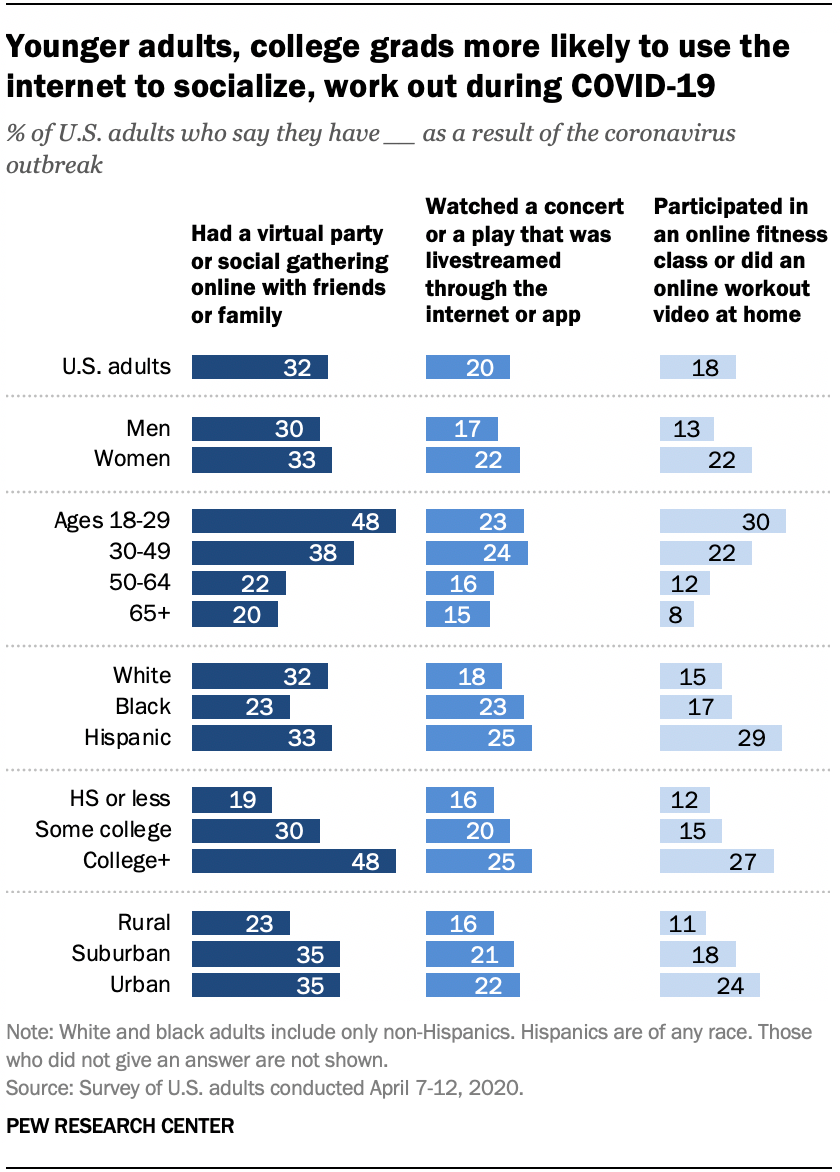 Younger adults, college grads more likely to use the
internet to socialize, work out during COVID-19
% of U.S. adults who say they have __ as a result of the coronavirus
outbreak
Had a virtual party
or social gathering
online with friends
or family
Watched a concert
or a play that was
livestreamed
through the
internet or app
Participated in
an online fitness
class or did an
online workout
video at home
U.S. adults 32 20 18
Men 30 17 13
Women 33 22 22
Ages 18-29 48 23 30
30-49 38 24 22
50-64 22 16 12
65+ 20 15 8
White 32 18 15
Black 23 23 17
Hispanic 33 25 29
HS or less 19 16 12
Some college 30 20 15
College+ 48 25 27
Rural 23 16 11
Suburban 35 21 18
Urban 35 22 24
Note: White and black adults include only non-Hispanics. Hispanics are of any race. Those
who did not give an answer are not shown.
Source: Survey of U.S. adults conducted April 7-12, 2020.
PEW RESEARCH CENTER